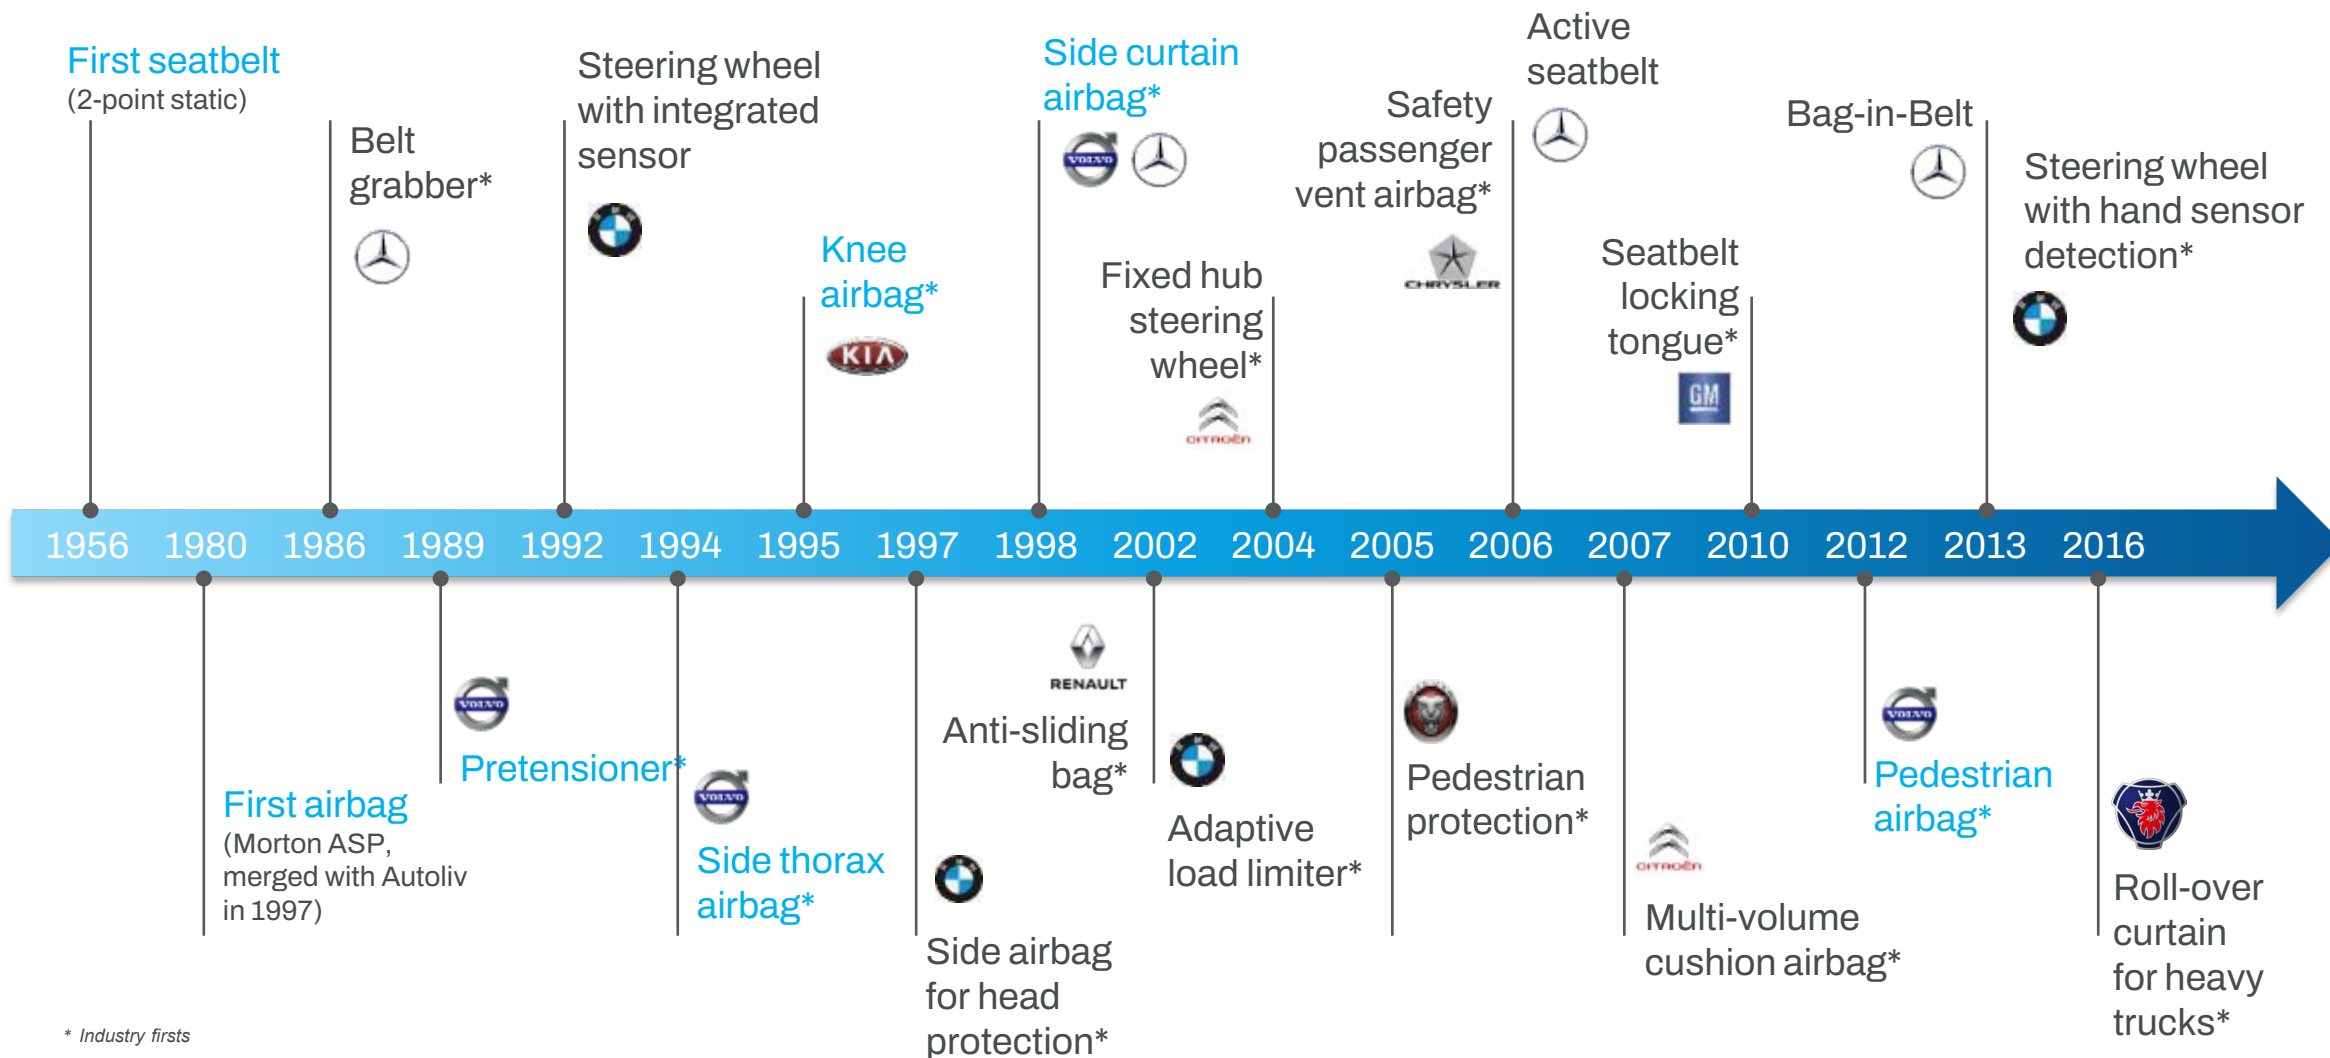 First seatbelt
(2-point static)
Belt
grabber*
Steering wheel
with integrated
sensor
Knee
airbag*
KIA
Side curtain
airbag*
VOLVO
Fixed hub
steering
wheel*
CITROËN
Safety
passenger
vent airbag*
CHRYSLER
Active
seatbelt
Seatbelt
locking
tongue*
GM
Bag-in-Belt
Steering wheel
with hand sensor
detection*
1956 1980 1986 1989 1992 1994 1995 1997 1998 2002 2004 2005 2006 2007 2010 2012 2013 2016
First airbag
(Morton ASP,
merged with Autoliv
in 1997)
VOLVO
Pretensioner*
VOLVO
Side thorax
airbag*
Side airbag
for head
protection*
RENAULT
Anti-sliding
bag*
Adaptive
load limiter*
Pedestrian
protection*
CITROËN
Multi-volume
cushion airbag*
VOLVO
Pedestrian
airbag*
Roll-over
curtain
for heavy
trucks*
* Industry firsts